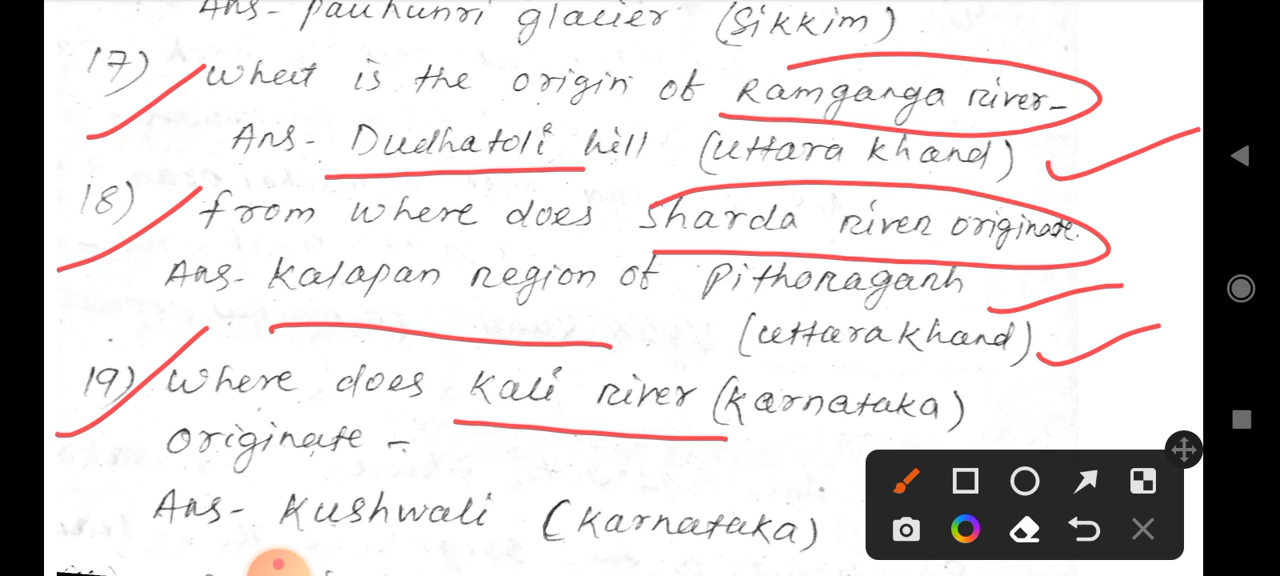 Ans- Pauhunri glacier (Sikkim)
17) What is the origin of Ramganga river-
Ans- Dudhatoli hill (Uttara khand)
18) from where does Sharda river originate.
Ans- Kalapan region of Pithoragarh
(Uttarakhand)
19) Where does Kali river (Karnataka)
originate -
Ans- Kushwali (Karnataka)